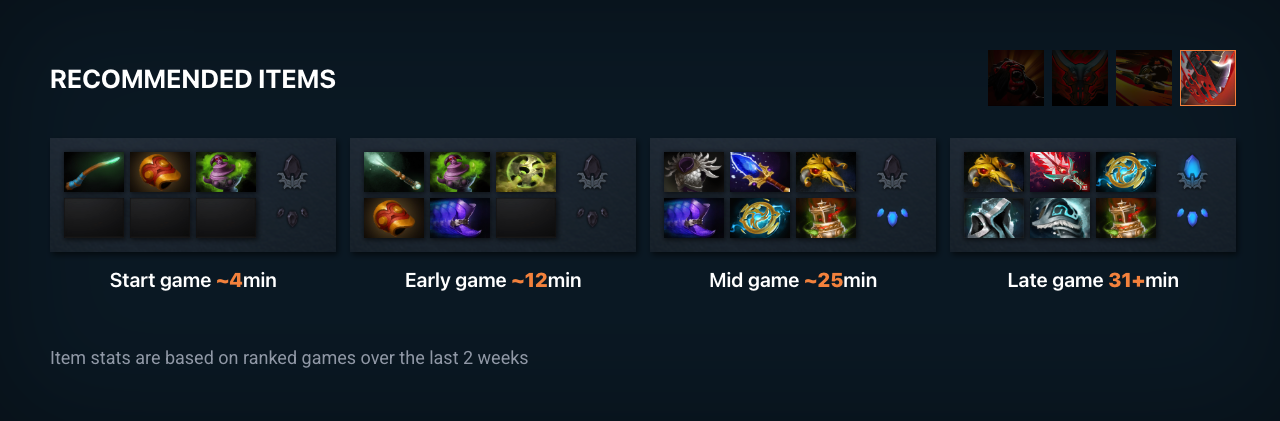 RECOMMENDED ITEMS
Start game ~4min
Early game ~12min
Mid game ~25min
Late game 31+min
Item stats are based on ranked games over the last 2 weeks